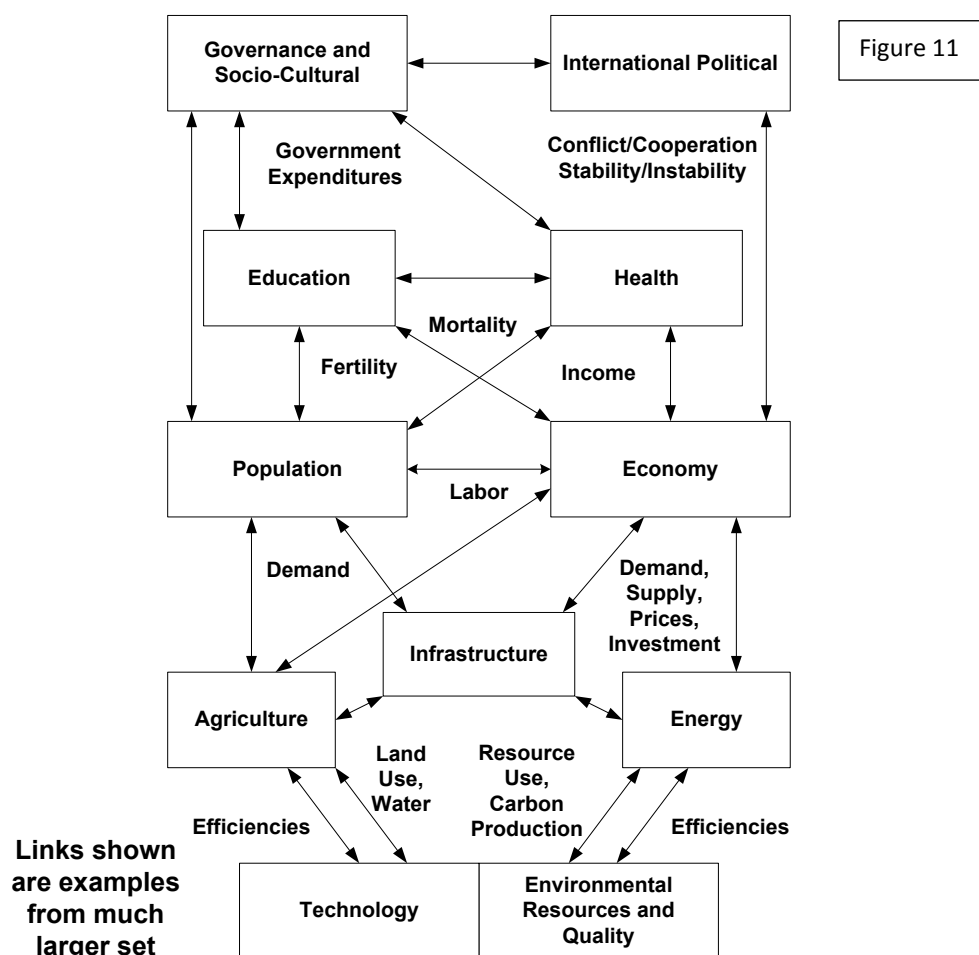 Governance and
Socio-Cultural
International Political
Figure 11
Government
Expenditures
Conflict/Cooperation
Stability/Instability
Education
Health
Mortality
Fertility
Income
Population
Economy
Labor
Demand
Demand,
Supply,
Prices,
Investment
Infrastructure
Agriculture
Energy
Land
Use,
Water
Resource
Use,
Carbon
Production
Efficiencies
Efficiencies
Links shown
are examples
from much
larger set
Technology
Environmental
Resources and
Quality